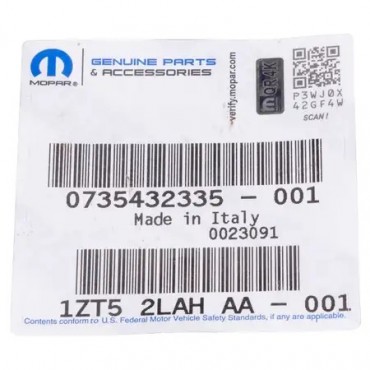 MOPAR®
GENUINE PARTS
& ACCESSORIES
verify.mopar.com
MOP4K
P3WJ0X
42GF4W
SCAN!
0735432335 - 001
Made in Italy
0023091
1ZT5 2LAH AA - 001
Contents conform to U.S. Federal Motor Vehicle Safety Standards, if any are applicable.